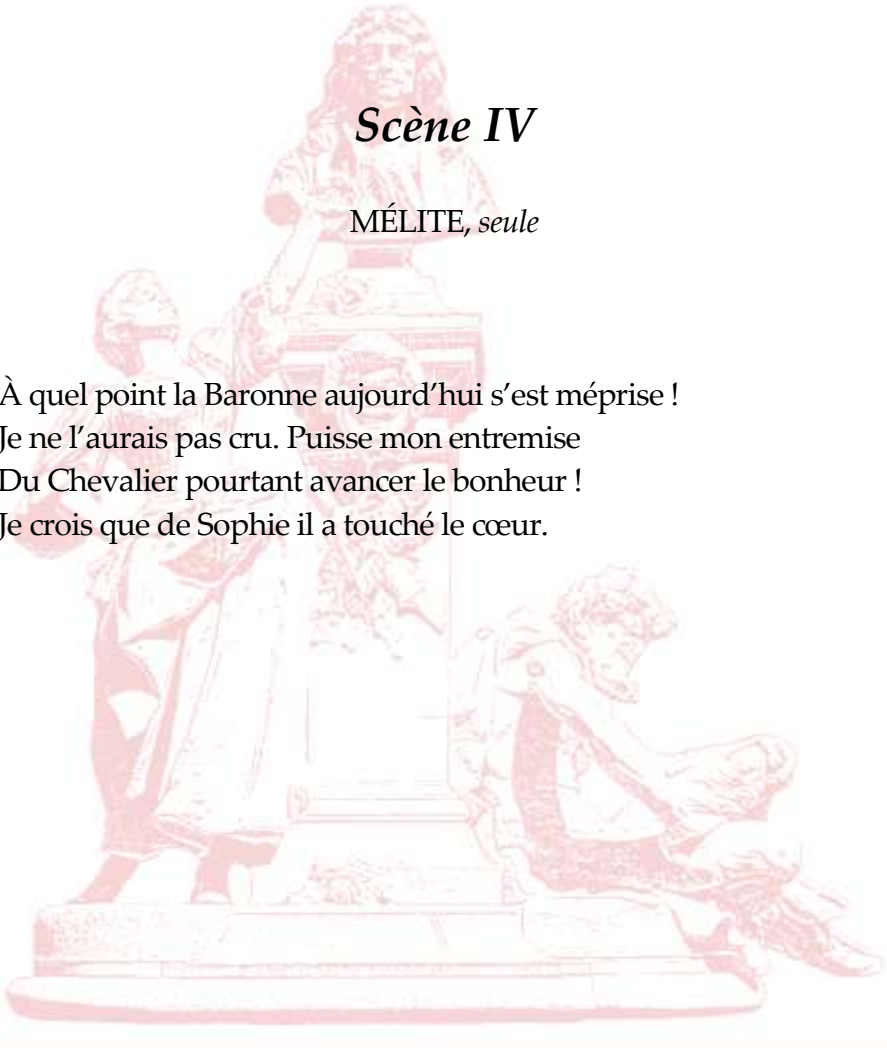 Scène IV
MÉLITE, seule
À quel point la Baronne aujourd’hui s’est méprise !
Je ne l’aurais pas cru. Puisse mon entremise
Du Chevalier pourtant avancer le bonheur !
Je crois que de Sophie il a touché le cœur.